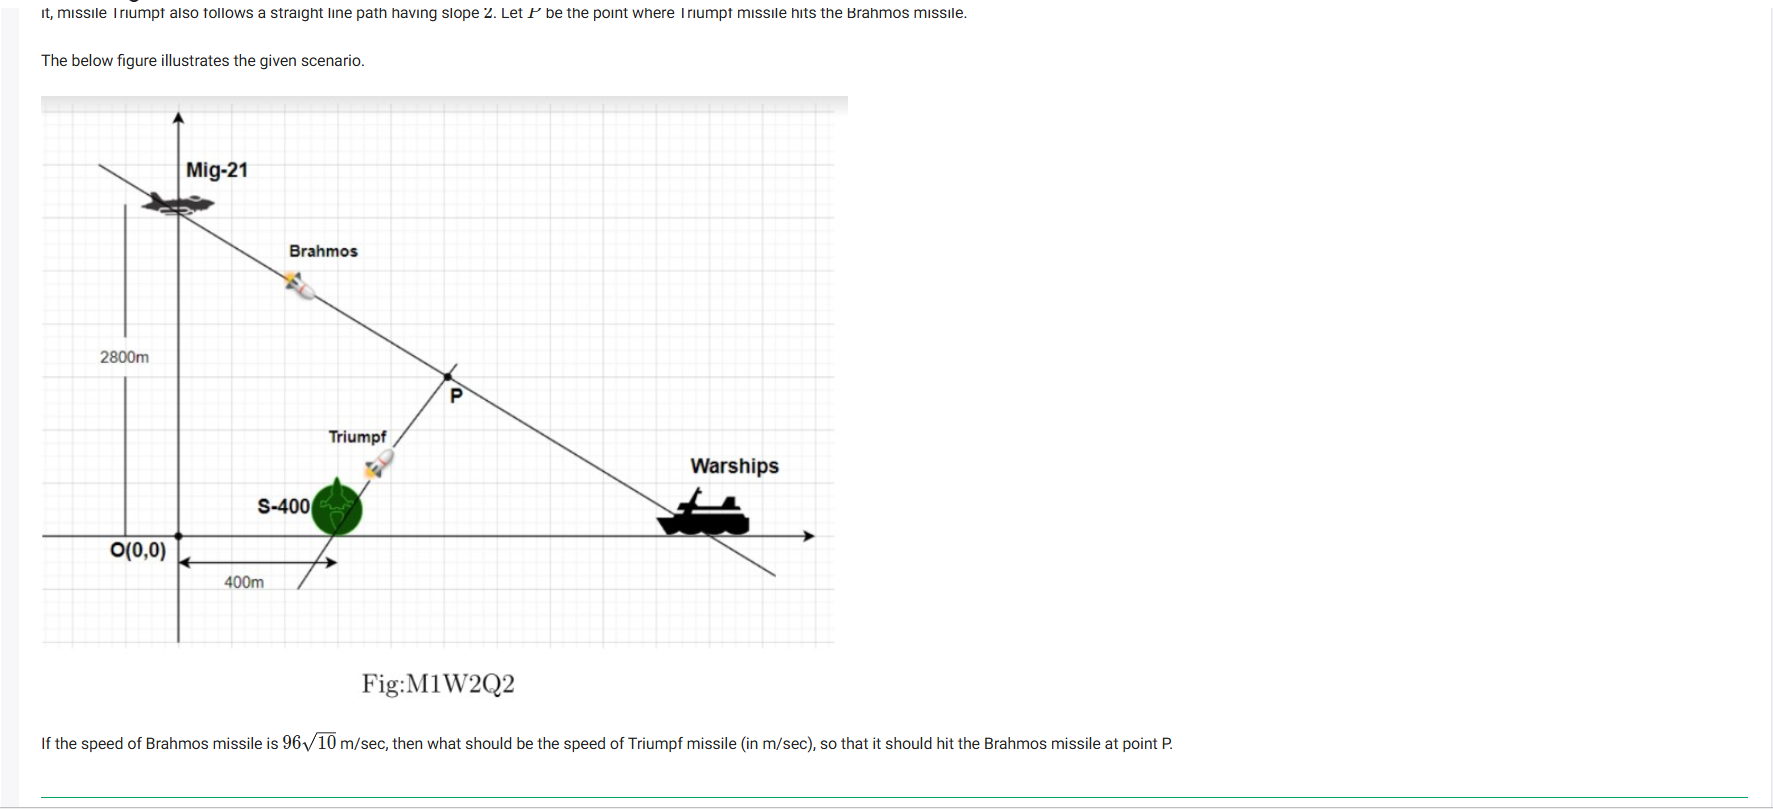 it, missile Triumpf also follows a straight line path having slope 2. Let P be the point where Triumpf missile hits the Brahmos missile.
The below figure illustrates the given scenario.
Mig-21
Brahmos
2800m
P
Triumpf
Warships
S-400
O(0,0)
400m
Fig:M1W2Q2
If the speed of Brahmos missile is 96√10 m/sec, then what should be the speed of Triumpf missile (in m/sec), so that it should hit the Brahmos missile at point P.